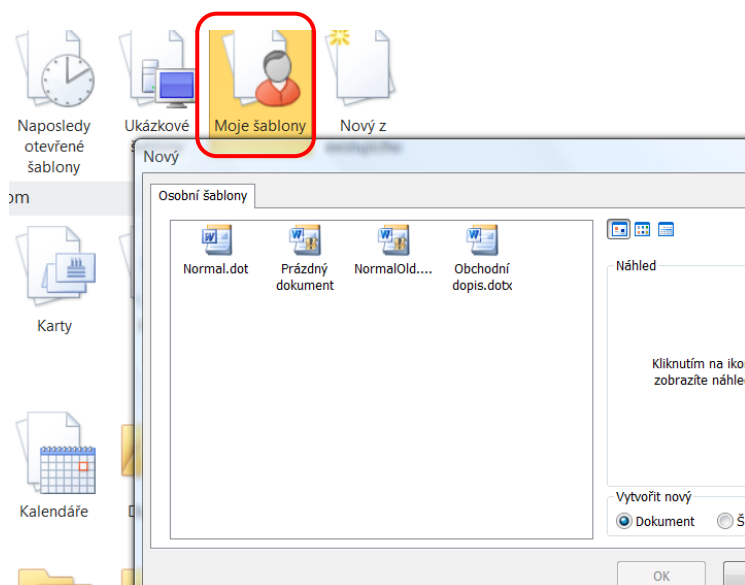 Naposledy
otevřené
šablony
Ukázkové
Moje šablony
Nový z
om
Karty
Kalendáře
Nový
Osobní šablony
Normal.dot
Prázdný
dokument
NormalOld....
Obchodní
dopis.dotx
Náhled
Kliknutím na iko
zobrazíte náhle
Vytvořit nový
Dokument
Š
OK